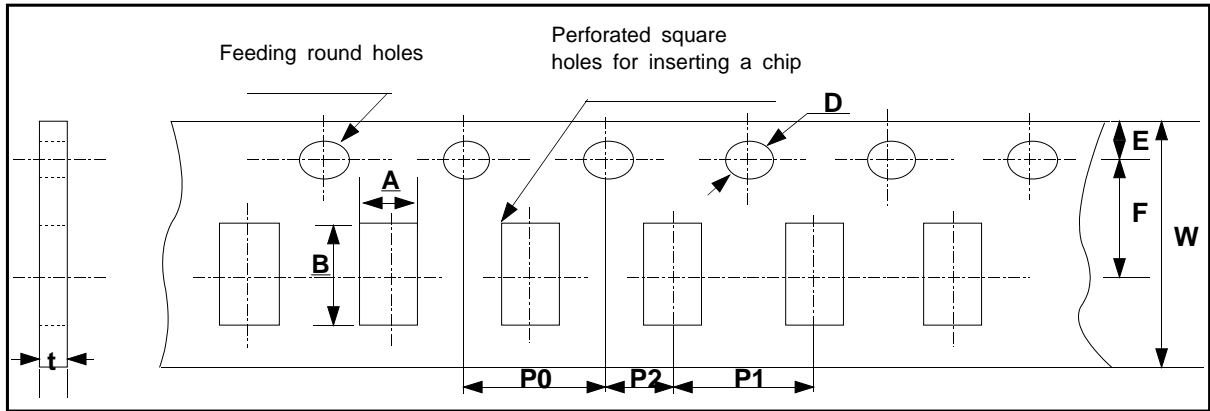 Feeding round holes
Perforated square
holes for inserting a chip
D
E
A
F
W
B
t
P0
P2
P1